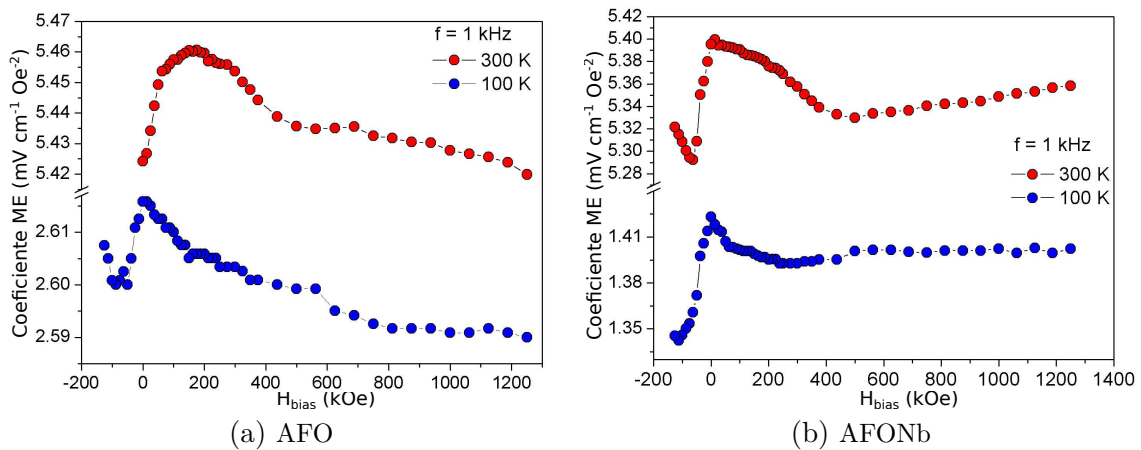 5.47
5.46
5.45
5.44
5.43
5.42
2.61
2.60
2.59
Coeficiente ME (mV cm⁻¹ Oe⁻²)
f = 1 kHz
300 K
100 K
-200 0 200 400 600 800 1000 1200
H_bias (kOe)
(a) AFO
5.42
5.40
5.38
5.36
5.34
5.32
5.30
5.28
1.41
1.38
1.35
Coeficiente ME (mV cm⁻¹ Oe⁻²)
f = 1 kHz
300 K
100 K
-200 0 200 400 600 800 1000 1200 1400
H_bias (kOe)
(b) AFONb